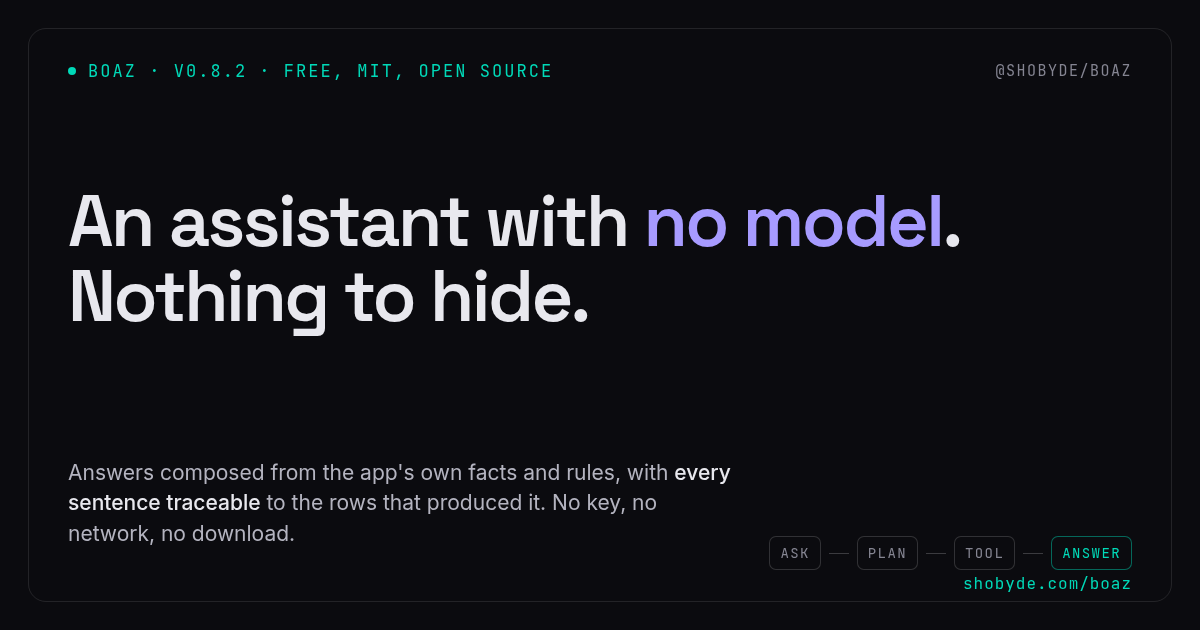 BOAZ · V0.8.2 · FREE, MIT, OPEN SOURCE
@SHOBYDE/BOAZ
An assistant with no model.
Nothing to hide.
Answers composed from the app's own facts and rules, with every
sentence traceable to the rows that produced it. No key, no
network, no download.
ASK PLAN TOOL ANSWER
shobyde.com/boaz